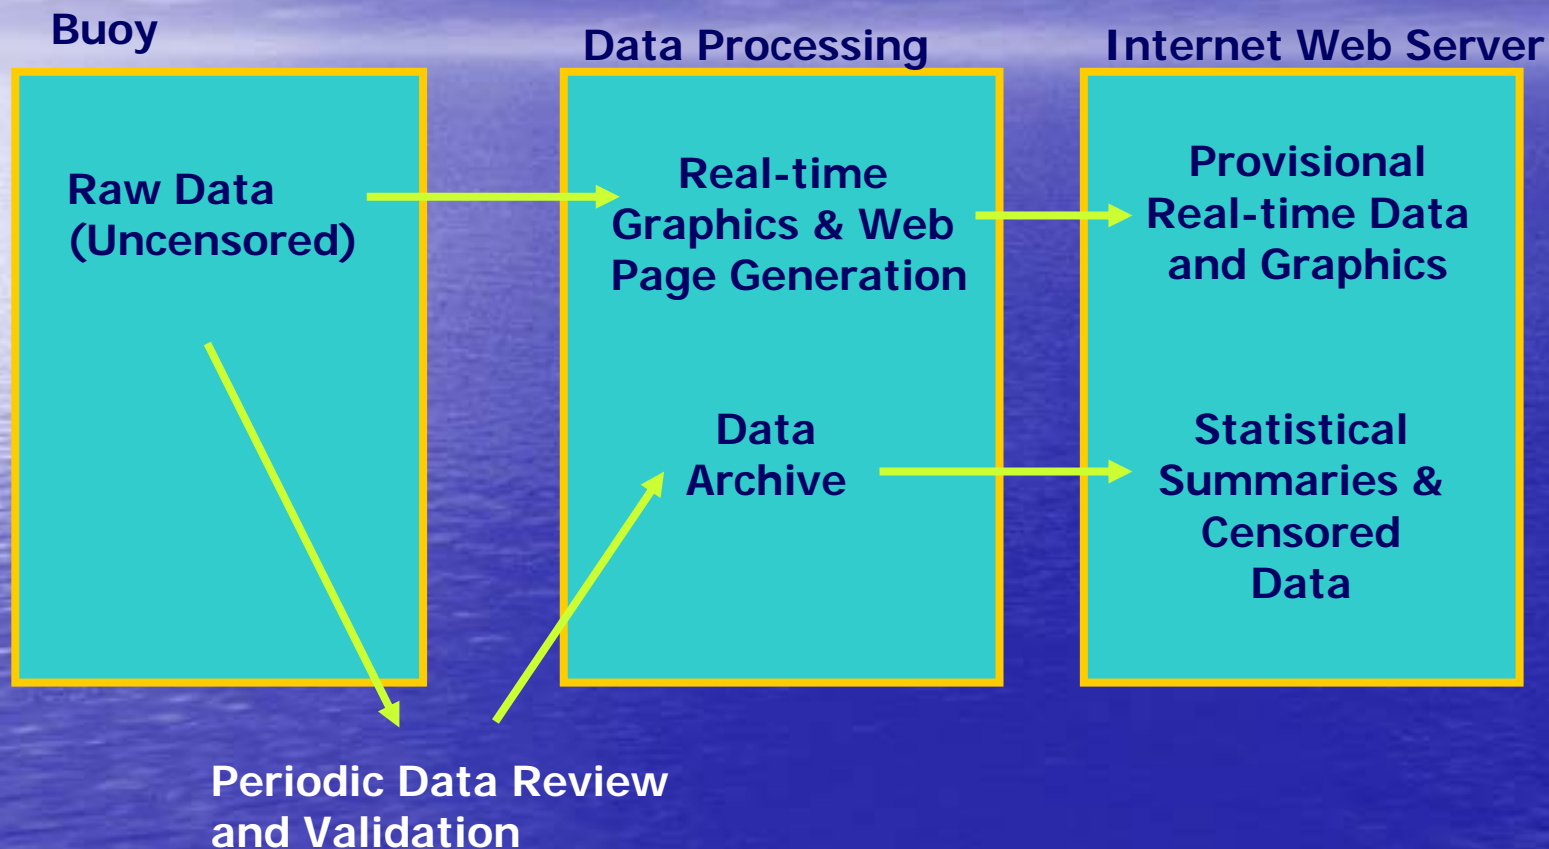 Buoy
Data Processing
Internet Web Server
Raw Data
(Uncensored)
Real-time
Graphics & Web
Page Generation
Provisional
Real-time Data
and Graphics
Data
Archive
Statistical
Summaries &
Censored
Data
Periodic Data Review
and Validation